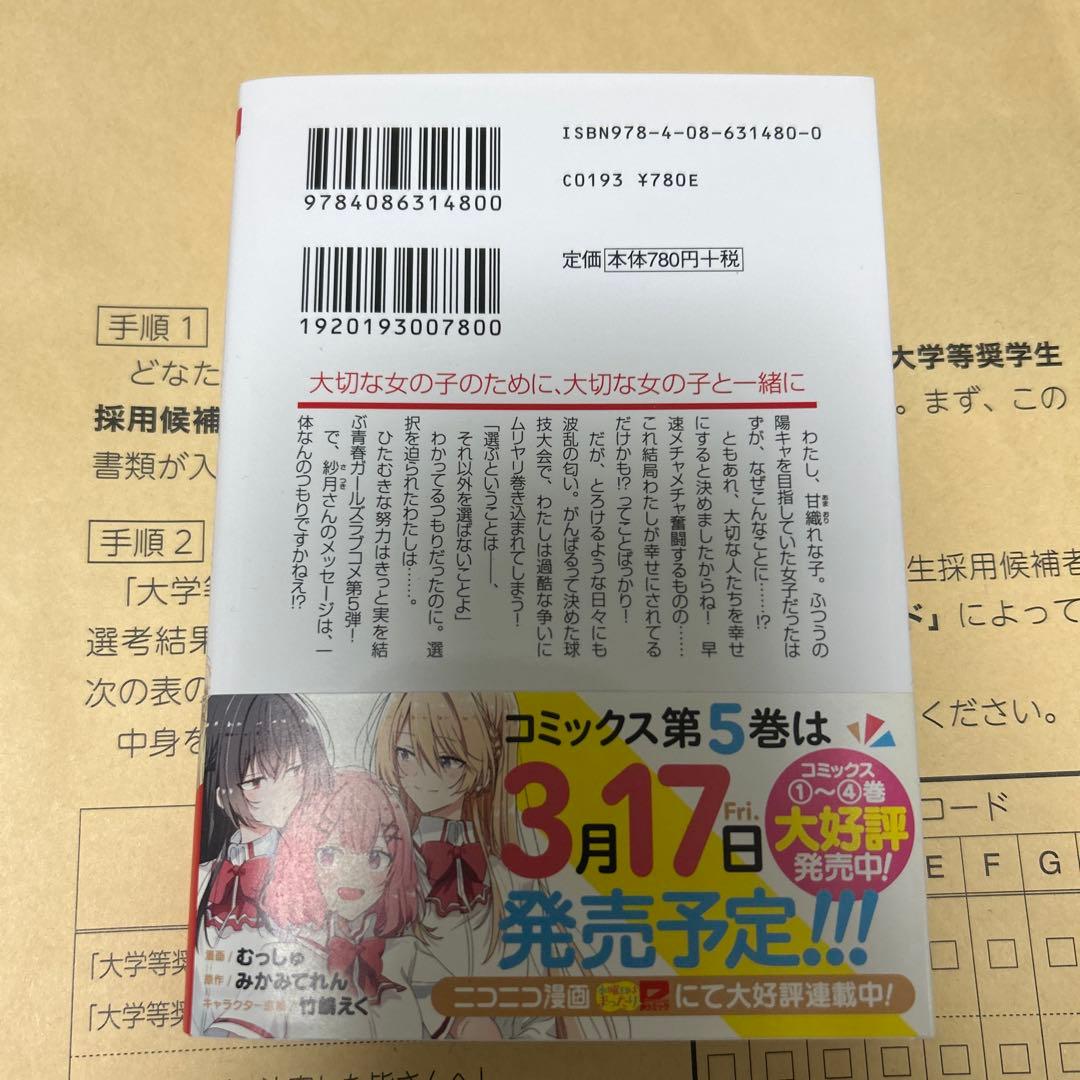 ISBN978-4-08-631480-0
C0193 ¥780E
9784086314800
定価 本体780円+税
1920193007800
大切な女の子のために、大切な女の子と一緒に
わたし、甘織れな子。ふつうの
陽キャを目指していた女子だったは
ずが、なぜこんなことに……!?
ともあれ、大切な人たちを幸せ
にすると決めましたからね! 早
速メチャメチャ奮闘するものの……
これ結局わたしが幸せにされてる
だけかも!? ってことばっかり!
だが、とろけるような日々にも
波乱の匂い。がんばるって決めた球
技大会で、わたしは過酷な争いに
ムリヤリ巻き込まれてしまう!
「選ぶということは――、
それ以外を選ばないことよ」
わかってるつもりだったのに。選
択を迫られたわたしは……。
ひたむきな努力はきっと実を結
ぶ青春ガールズラブコメ第5弾!
で、紗月さんのメッセージは、一
体なんのつもりですかねえ!?
あま おり
さ つき
コミックス第5巻は
3月17日
Fri.
発売予定!!!
コミックス
①~④巻
大好評
発売中!
漫画/むっしゅ
原作/みかみてれん
キャラクター原案/竹嶋えく
ニコニコ漫画
にて大好評連載中!
手順1
どなた
大学等奨学生
採用候補
。まず、この
書類が入
手順2
「大学等
生採用候補者
選考結果
ド』によって
次の表の
中身を
ください。
コード
E F G
「大学等奨
「大学等奨